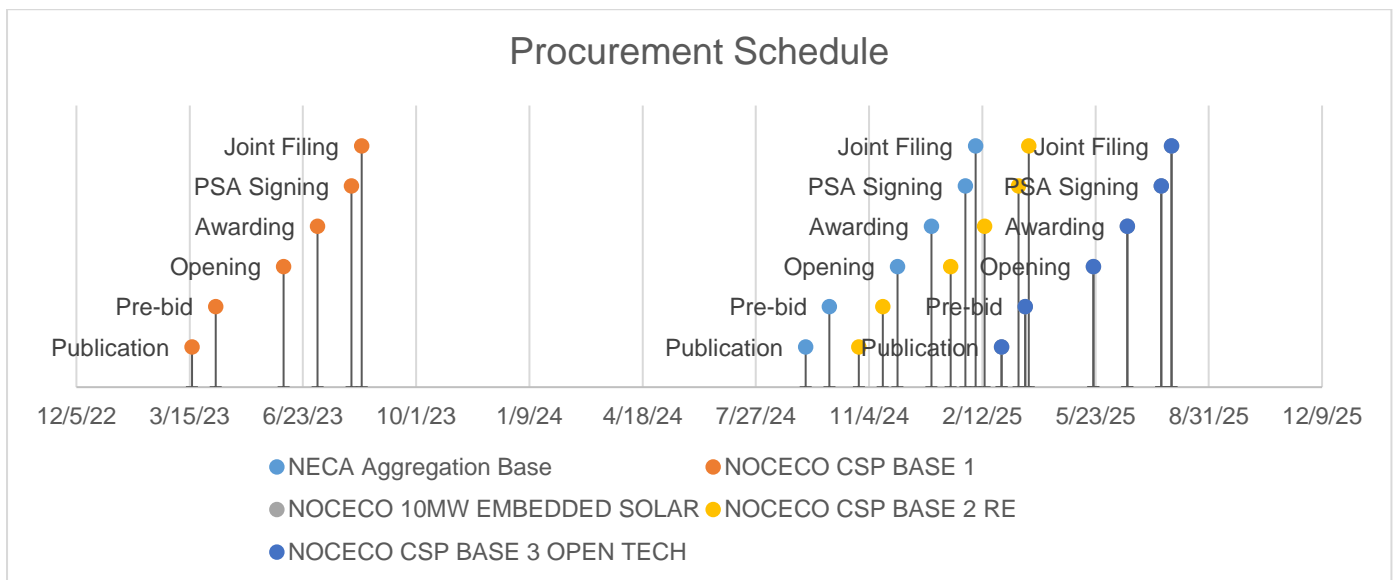 Procurement Schedule
Joint Filing Joint Filing Joint Filing
PSA Signing PSA Signing PSA Signing
Awarding Awarding Awarding
Opening Opening Opening
Pre-bid Pre-bid Pre-bid
Publication Publication Publication
12/5/22 3/15/23 6/23/23 10/1/23 1/9/24 4/18/24 7/27/24 11/4/24 2/12/25 5/23/25 8/31/25 12/9/25
NECA Aggregation Base NOCECO CSP BASE 1
NOCECO 10MW EMBEDDED SOLAR NOCECO CSP BASE 2 RE
NOCECO CSP BASE 3 OPEN TECH